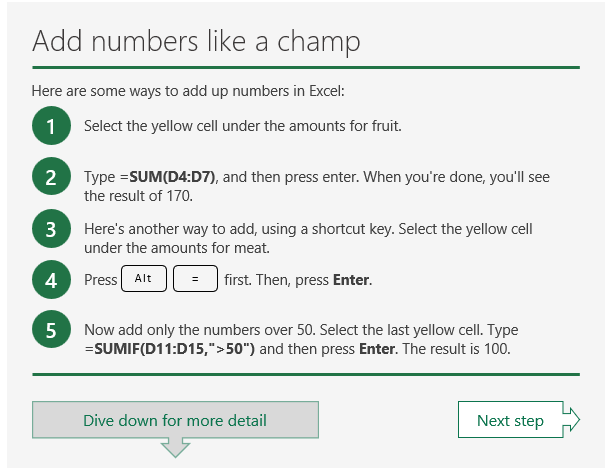 Add numbers like a champ
Here are some ways to add up numbers in Excel:
1 Select the yellow cell under the amounts for fruit.
2 Type =SUM(D4:D7), and then press enter. When you're done, you'll see
the result of 170.
3 Here's another way to add, using a shortcut key. Select the yellow cell
under the amounts for meat.
4 Press Alt = first. Then, press Enter.
5 Now add only the numbers over 50. Select the last yellow cell. Type
=SUMIF(D11:D15,">50") and then press Enter. The result is 100.
Dive down for more detail
Next step